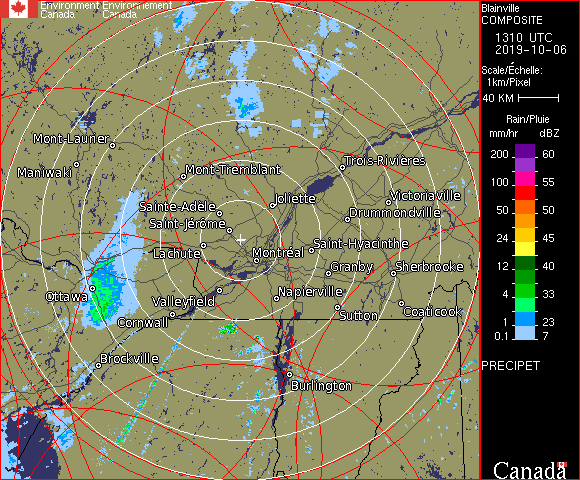 Environment Environnement
Canada Canada
Blainville
COMPOSITE
1310 UTC
2019-10-06
Scale/Échelle:
1km/Pixel
40 KM
Rain/Pluie
mm/hr dBZ
200 60
100 55
50 50
24 45
12 40
4 33
1 23
0.1 7
PRECIPET
Canada
Mont-Laurier
Maniwaki
Mont-Tremblant
Trois-Rivières
Joliette
Victoriaville
Sainte-Adèle
Drummondville
Saint-Jérôme
Lachute
Montréal
Saint-Hyacinthe
Granby
Sherbrooke
Ottawa
Valleyfield
Napierville
Cornwall
Sutton
Coaticook
Brockville
Burlington